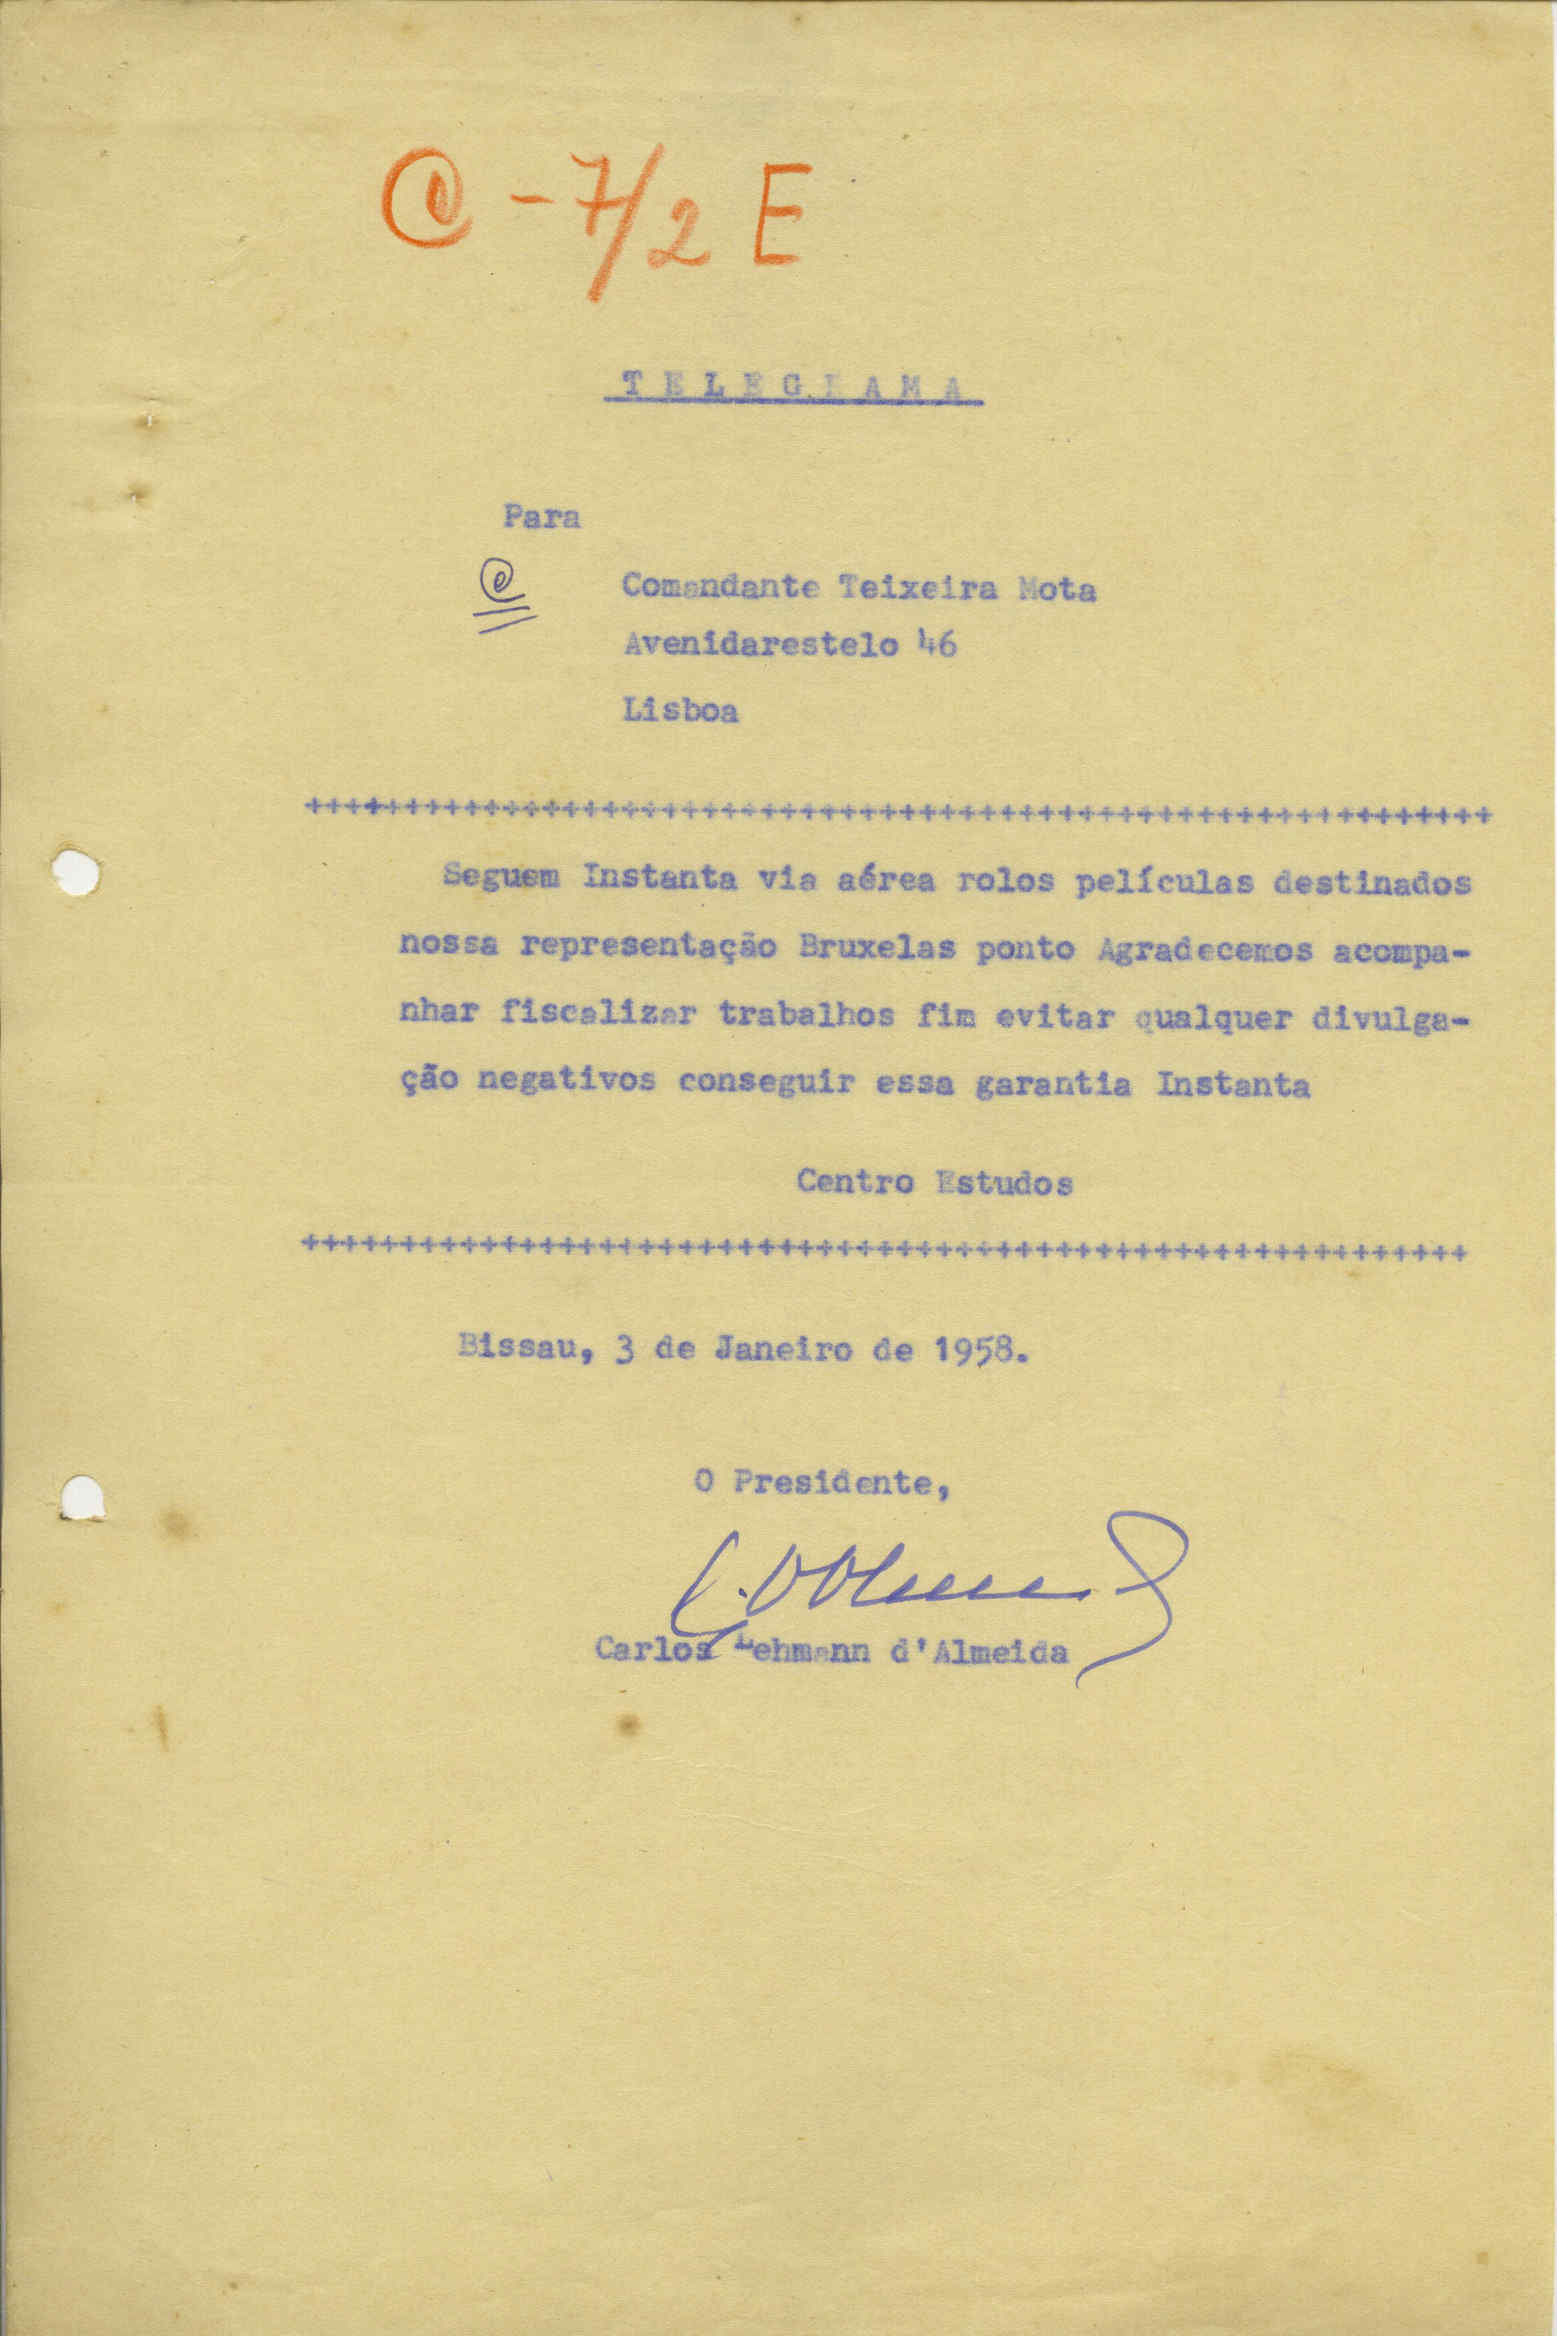 @ - 7/2 E
TELEGRAMA
Para
@
Comandante Teixeira Mota
Avenidarestelo 46
Lisboa
++++++++++++++++++++++++++++++++++++++++++++++++++++++++++++
Seguem Instanta via aérea rolos películas destinados
nossa representação Bruxelas ponto Agradecemos acompa-
nhar fiscalizar trabalhos fim evitar qualquer divulga-
ção negativos conseguir essa garantia Instanta
Centro Estudos
+++++++++++++++++++++++++++++++++++++++++++++++++++++++++++
Bissau, 3 de Janeiro de 1958.
O Presidente,
Carlos Lehmann d'Almeida